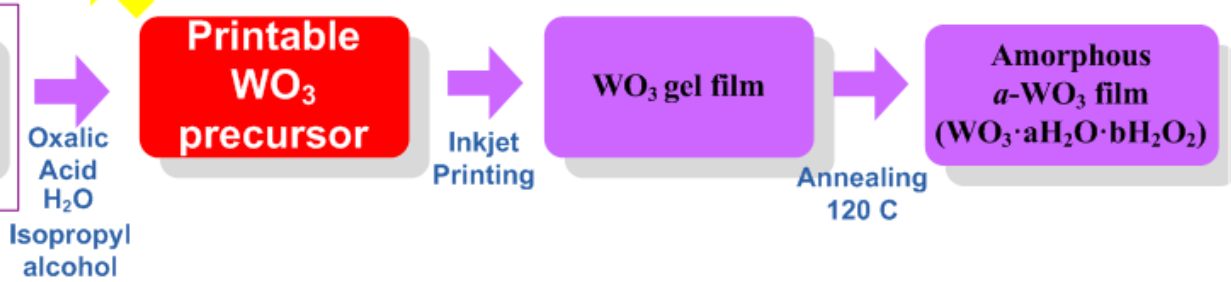 Oxalic
Acid
H₂O
Isopropyl
alcohol
Printable
WO₃
precursor
Inkjet
Printing
WO₃ gel film
Annealing
120 C
Amorphous
a-WO₃ film
(WO₃·aH₂O·bH₂O₂)